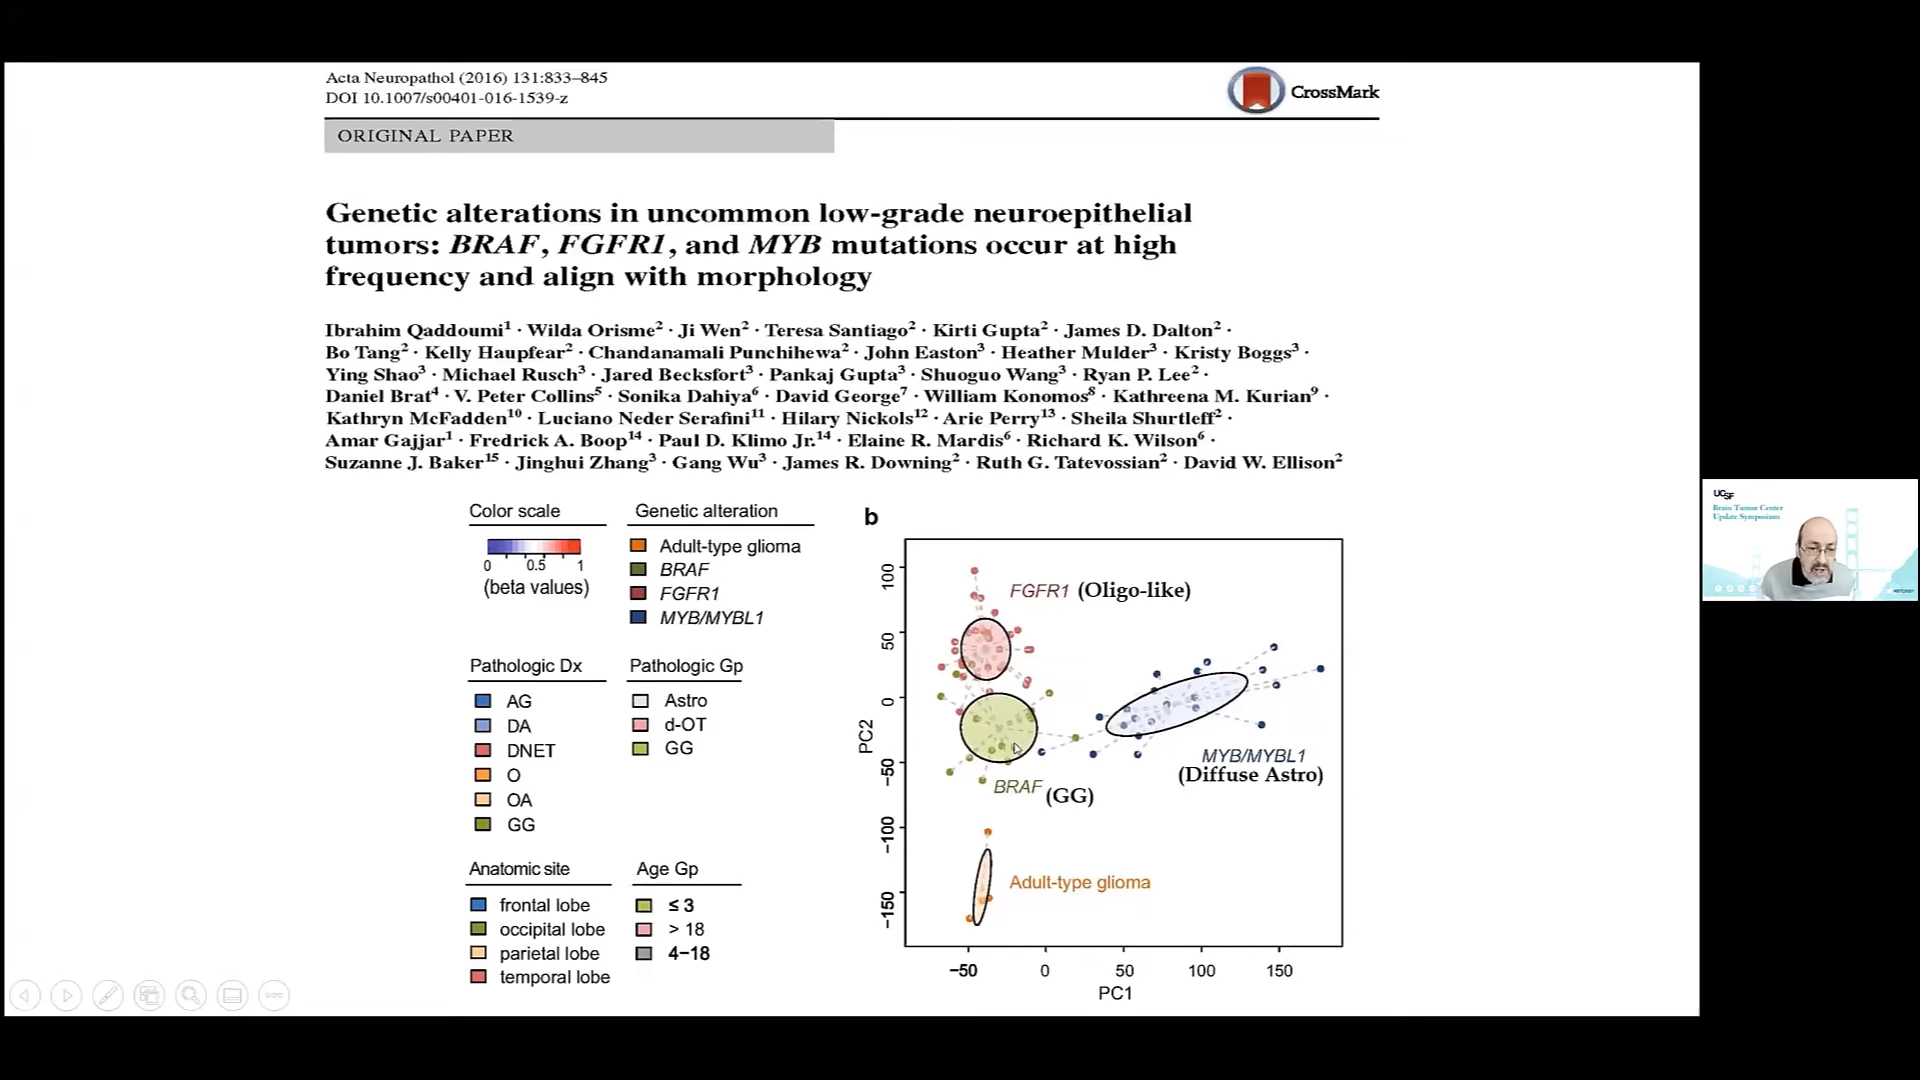 Acta Neuropathol (2016) 131:833–845
DOI 10.1007/s00401-016-1539-z
CrossMark
ORIGINAL PAPER
Genetic alterations in uncommon low-grade neuroepithelial
tumors: BRAF, FGFR1, and MYB mutations occur at high
frequency and align with morphology
Ibrahim Qaddoumi1 · Wilda Orisme2 · Ji Wen2 · Teresa Santiago2 · Kirti Gupta2 · James D. Dalton2 ·
Bo Tang2 · Kelly Haupfear2 · Chandanamali Punchihewa2 · John Easton3 · Heather Mulder3 · Kristy Boggs3 ·
Ying Shao3 · Michael Rusch3 · Jared Becksfort3 · Pankaj Gupta3 · Shuoguo Wang3 · Ryan P. Lee2 ·
Daniel Brat4 · V. Peter Collins5 · Sonika Dahiya6 · David George7 · William Konomos8 · Kathreena M. Kurian9 ·
Kathryn McFadden10 · Luciano Neder Serafini11 · Hilary Nickols12 · Arie Perry13 · Sheila Shurtleff2 ·
Amar Gajjar1 · Fredrick A. Boop14 · Paul D. Klimo Jr.14 · Elaine R. Mardis6 · Richard K. Wilson6 ·
Suzanne J. Baker15 · Jinghui Zhang3 · Gang Wu3 · James R. Downing2 · Ruth G. Tatevossian2 · David W. Ellison2
Color scale
0 0.5 1
(beta values)
Genetic alteration
Adult-type glioma
BRAF
FGFR1
MYB/MYBL1
Pathologic Dx
AG
DA
DNET
O
OA
GG
Pathologic Gp
Astro
d-OT
GG
Anatomic site
frontal lobe
occipital lobe
parietal lobe
temporal lobe
Age Gp
≤ 3
> 18
4–18
b
FGFR1 (Oligo-like)
MYB/MYBL1
(Diffuse Astro)
BRAF (GG)
Adult-type glioma
PC2
100
50
0
−50
−100
−150
−50 0 50 100 150
PC1
UCSF
Brain Tumor Center
Update Symposium